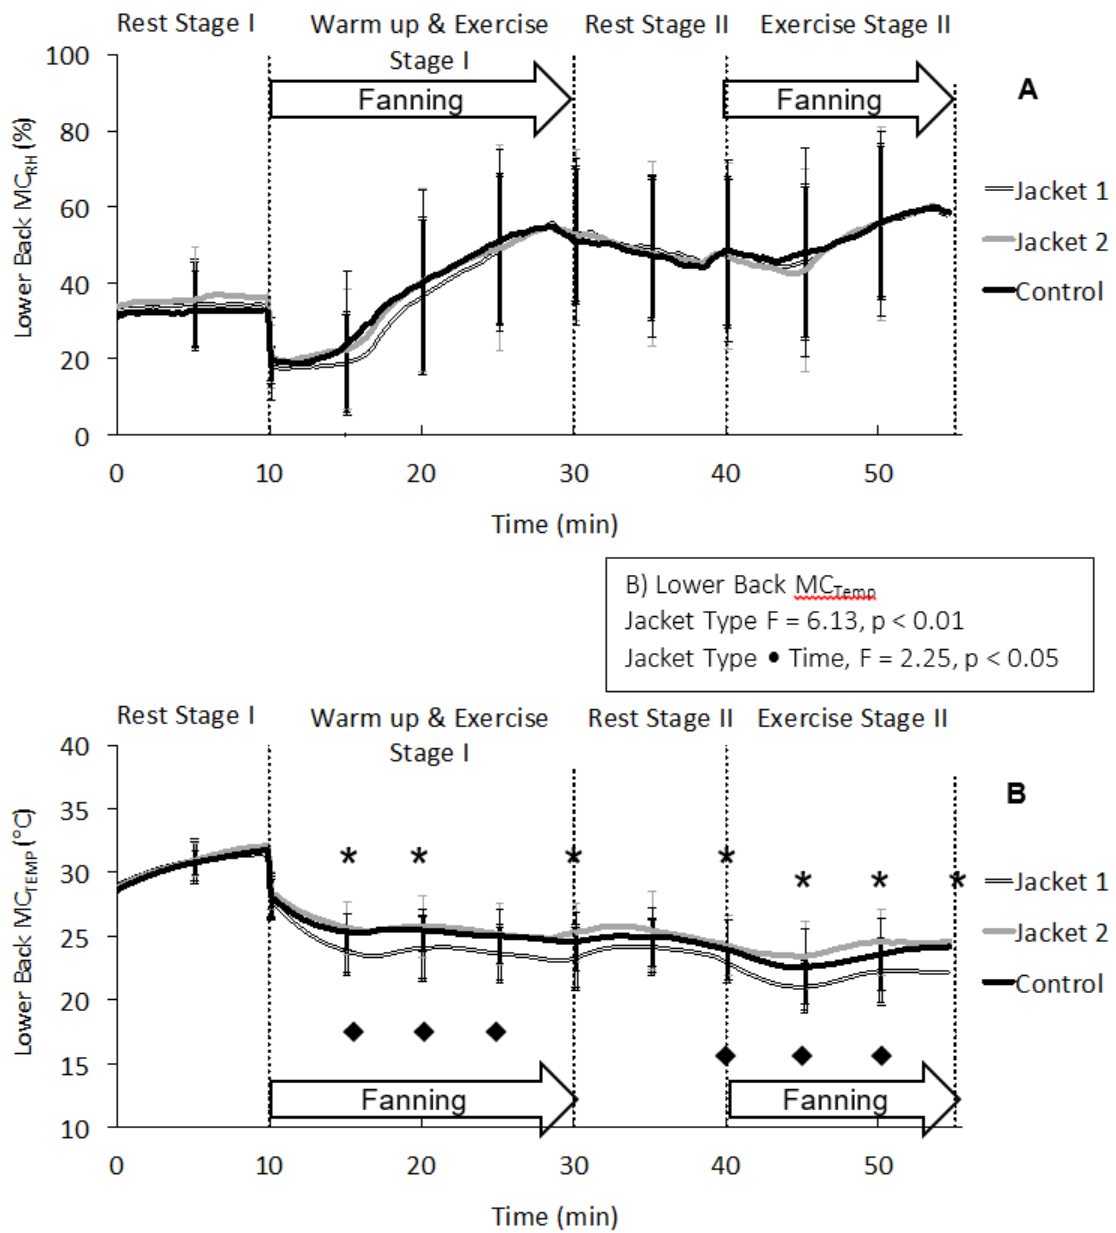 Rest Stage I
Warm up & Exercise
Stage I
Rest Stage II
Exercise Stage II
100
80
60
40
20
0
Lower Back MC_RH (%)
Fanning
Fanning
A
Jacket 1
Jacket 2
Control
0
10
20
30
40
50
Time (min)
B) Lower Back MC_Temp
Jacket Type F = 6.13, p < 0.01
Jacket Type • Time, F = 2.25, p < 0.05
Rest Stage I
Warm up & Exercise
Stage I
Rest Stage II
Exercise Stage II
40
35
30
25
20
15
10
Lower Back MC_TEMP (°C)
* * * * * * *
B
Jacket 1
Jacket 2
Control
◆ ◆ ◆ ◆ ◆ ◆
Fanning
Fanning
0
10
20
30
40
50
Time (min)